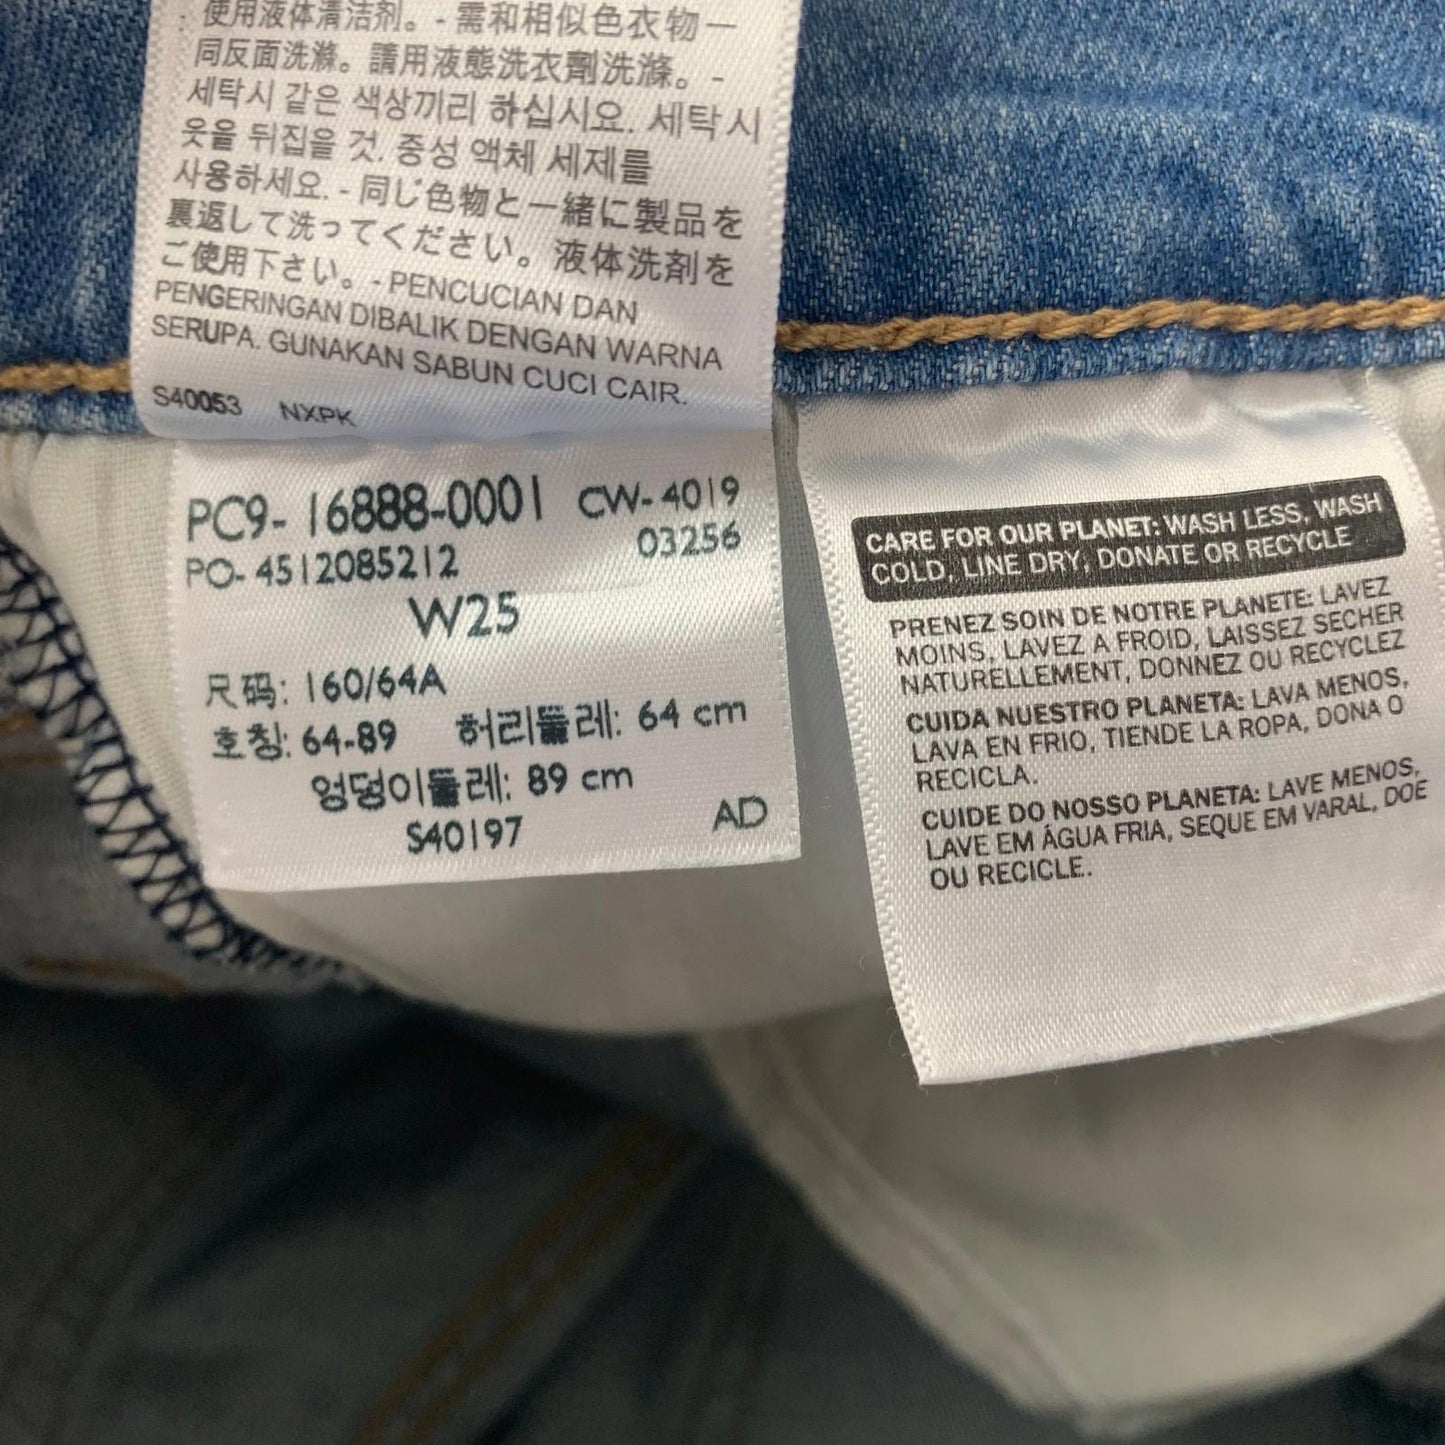 使用液体清洁剂。- 需和相似色衣物一
同反面洗滌。請用液態洗衣劑洗滌。-
세탁시 같은 색상끼리 하십시요. 세탁시
옷을 뒤집을 것. 중성 액체 세제를
사용하세요. - 同じ色物と一緒に製品を
裏返して洗ってください。液体洗剤を
ご使用下さい。- PENCUCIAN DAN
PENGERINGAN DIBALIK DENGAN WARNA
SERUPA. GUNAKAN SABUN CUCI CAIR.
S40053 NXPK
PC9-16888-0001 CW-4019
PO-4512085212 03256
W25
尺码: 160/64A
호칭: 64-89 허리둘레: 64 cm
엉덩이둘레: 89 cm
S40197 AD
CARE FOR OUR PLANET: WASH LESS, WASH
COLD, LINE DRY, DONATE OR RECYCLE
PRENEZ SOIN DE NOTRE PLANETE: LAVEZ
MOINS, LAVEZ A FROID, LAISSEZ SECHER
NATURELLEMENT, DONNEZ OU RECYCLEZ
CUIDA NUESTRO PLANETA: LAVA MENOS,
LAVA EN FRIO, TIENDE LA ROPA, DONA O
RECICLA.
CUIDE DO NOSSO PLANETA: LAVE MENOS,
LAVE EM ÁGUA FRIA, SEQUE EM VARAL, DOE
OU RECICLE.